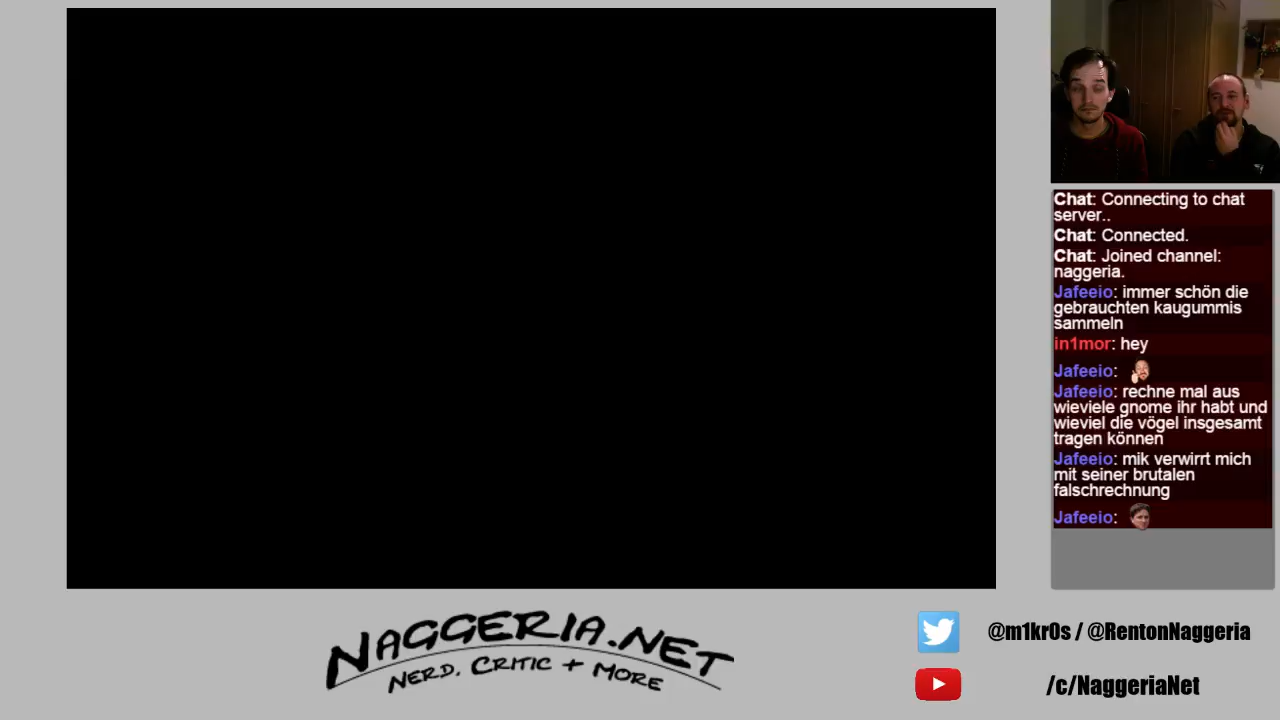 Chat: Connecting to chat
server..
Chat: Connected.
Chat: Joined channel:
naggeria.
Jafeeio: immer schön die
gebrauchten kaugummis
sammeln
in1mor: hey
Jafeeio:
Jafeeio: rechne mal aus
wieviele gnome ihr habt und
wieviel die vögel insgesamt
tragen können
Jafeeio: mik verwirrt mich
mit seiner brutalen
falschrechnung
Jafeeio:
NAGGERIA.NET
NERD, CRITIC + MORE
@m1kr0s / @RentonNaggeria
/c/NaggeriaNet